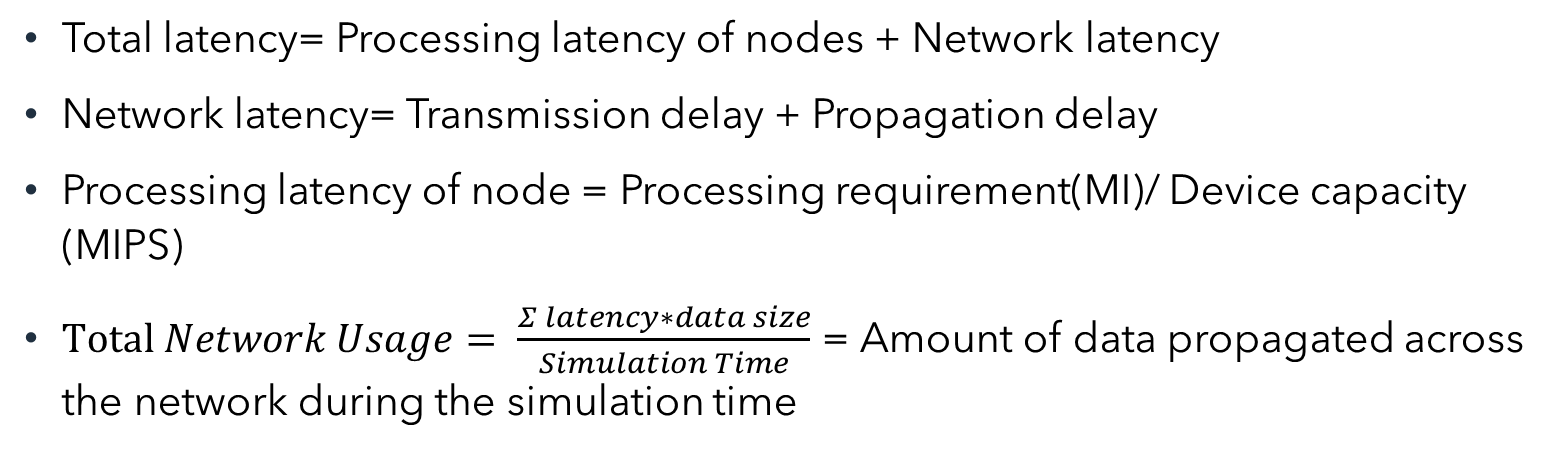 • Total latency= Processing latency of nodes + Network latency
• Network latency= Transmission delay + Propagation delay
• Processing latency of node = Processing requirement(MI)/ Device capacity
(MIPS)
• Total Network Usage = \frac{Σ latency*data size}{Simulation Time} = Amount of data propagated across
the network during the simulation time